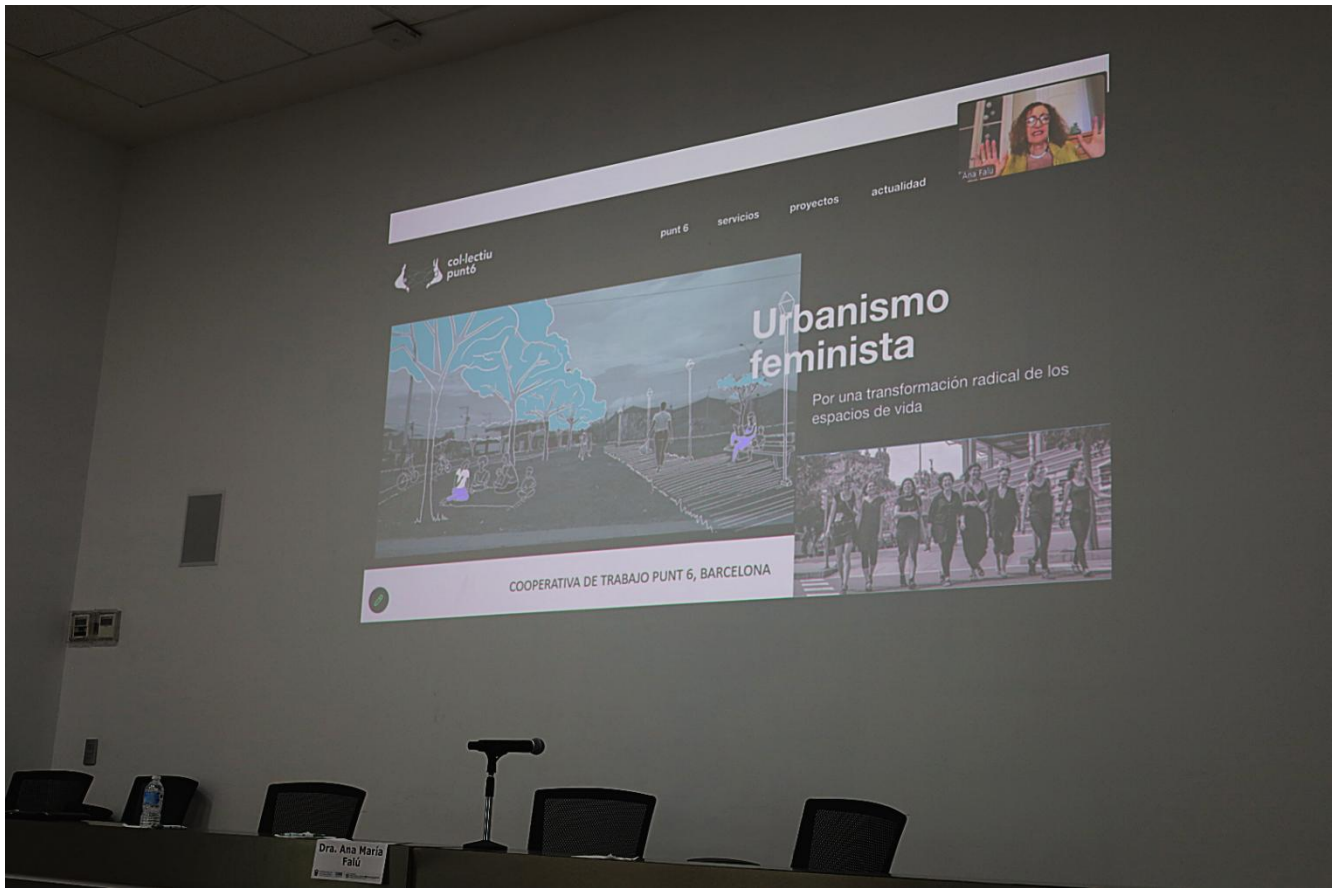 Ana Falú
punt 6 servicios proyectos actualidad
col·lectiu
punt6
Urbanismo
feminista
Por una transformación radical de los
espacios de vida
COOPERATIVA DE TRABAJO PUNT 6, BARCELONA
Dra. Ana María
Falú